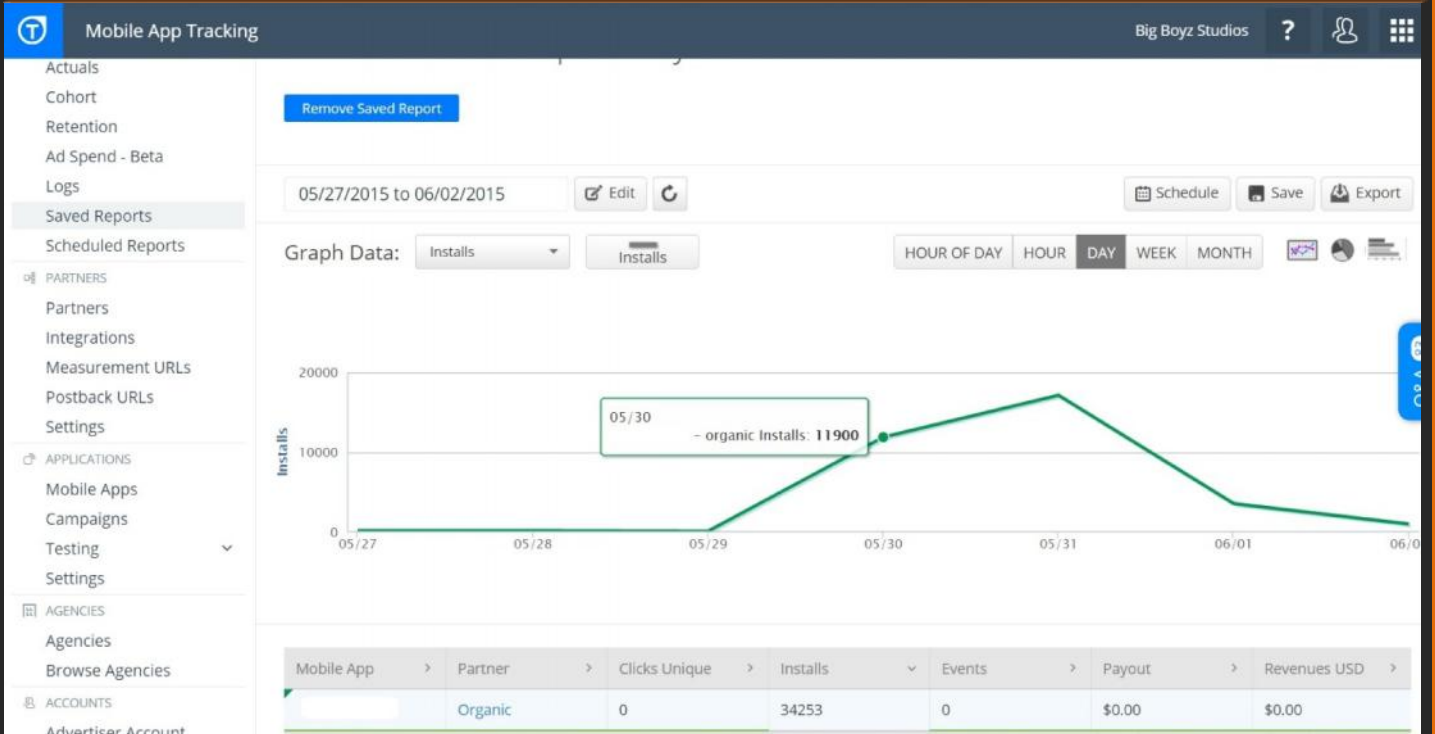 Mobile App Tracking
Big Boyz Studios
?
Actuals
Cohort
Retention
Ad Spend - Beta
Logs
Saved Reports
Scheduled Reports
PARTNERS
Partners
Integrations
Measurement URLs
Postback URLs
Settings
APPLICATIONS
Mobile Apps
Campaigns
Testing
Settings
AGENCIES
Agencies
Browse Agencies
ACCOUNTS
Advertiser Account
Remove Saved Report
05/27/2015 to 06/02/2015
Edit
Schedule
Save
Export
Graph Data:
Installs
Installs
HOUR OF DAY
HOUR
DAY
WEEK
MONTH
Installs
20000
10000
0
05/30
- organic Installs: 11900
05/27
05/28
05/29
05/30
05/31
06/01
06/0
Q & A
Mobile App
Partner
Clicks Unique
Installs
Events
Payout
Revenues USD
Organic
0
34253
0
$0.00
$0.00